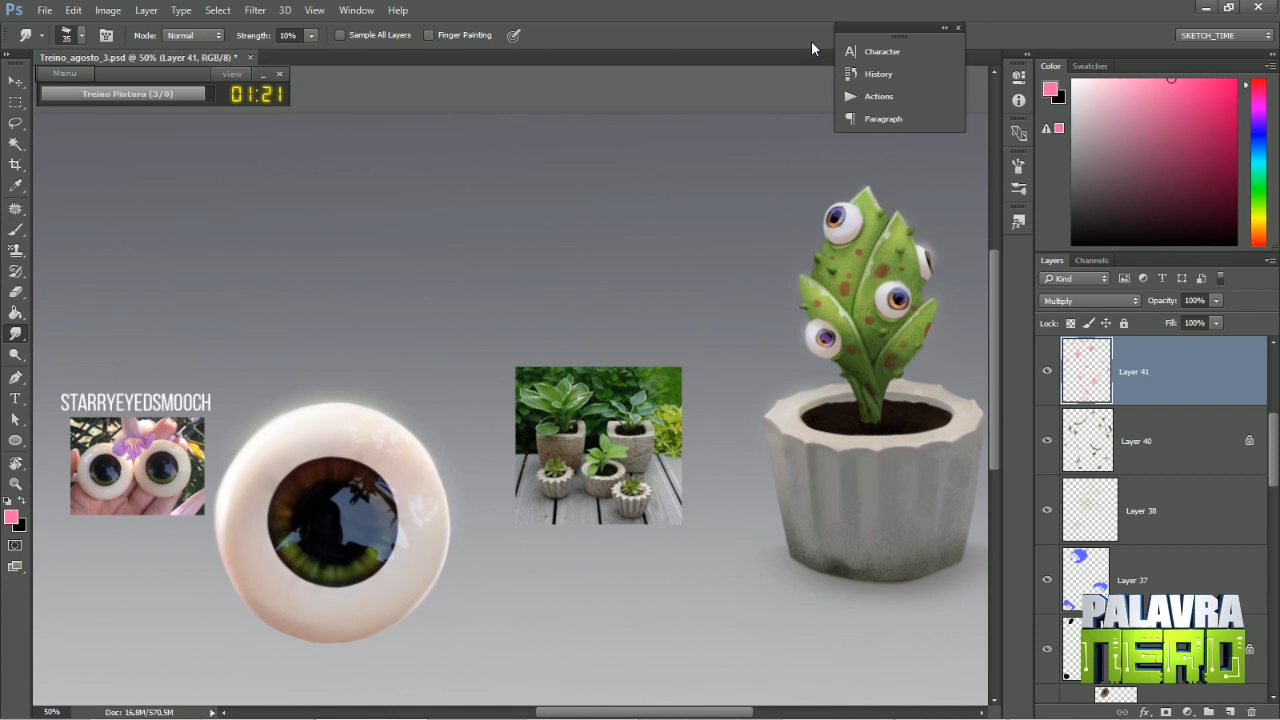 Ps File Edit Image Layer Type Select Filter 3D View Window Help
35 Mode: Normal Strength: 10% Sample All Layers Finger Painting SKETCH_TIME
Treino_agosto_3.psd @ 50% (Layer 41, RGB/8) *
Menu view
Treino Pintura (3/0) 01:21
Character
History
Actions
Paragraph
Color Swatches
Layers Channels
Kind
Multiply Opacity: 100%
Lock: Fill: 100%
Layer 41
Layer 40
Layer 38
Layer 37
STARRYEYEDSMOOCH
PALAVRA
NERD
50% Doc: 16,8M/570,5M